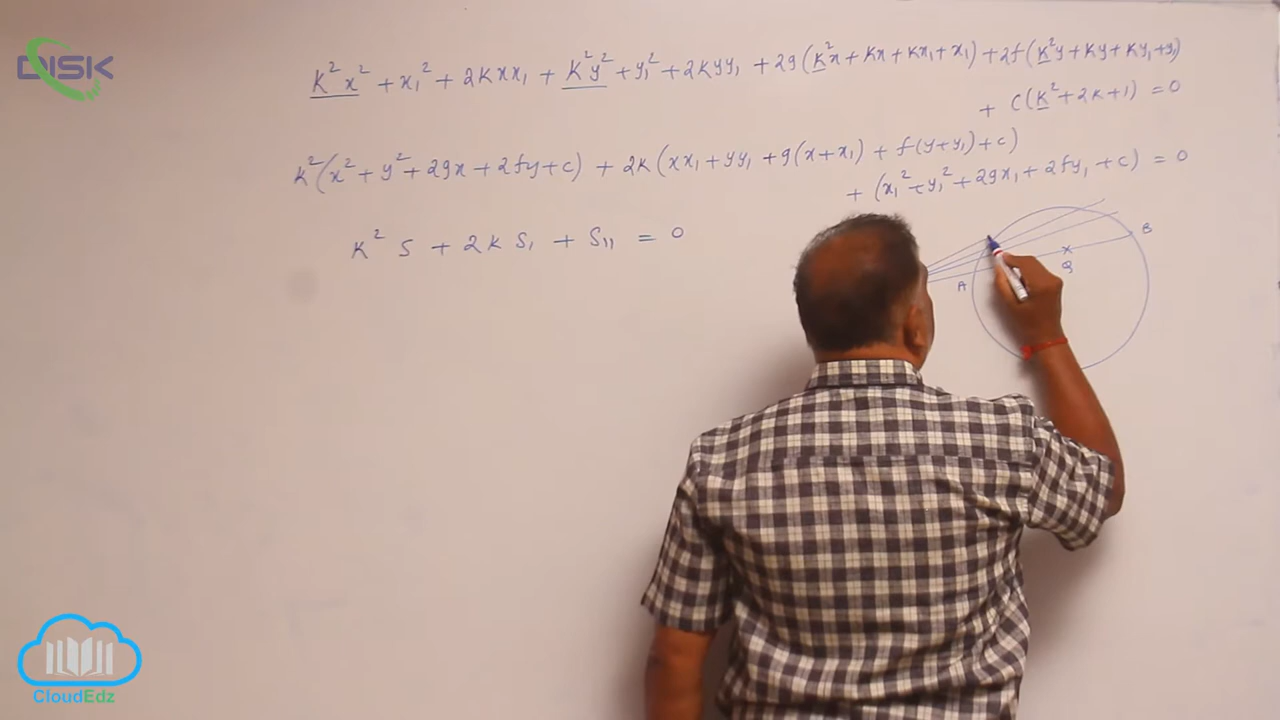 DISK
K²x² + x₁² + 2Kxx₁ + K²y² + y₁² + 2Kyy₁ + 2g(K²x + Kx + Kx₁ + x₁) + 2f(K²y + Ky + Ky₁ + y₁)
+ C(K² + 2K + 1) = 0
K²(x² + y² + 2gx + 2fy + c) + 2K(xx₁ + yy₁ + g(x + x₁) + f(y + y₁) + c)
+ (x₁² + y₁² + 2gx₁ + 2fy₁ + c) = 0
K² S + 2K S₁ + S₁₁ = 0
B
Q
A
CloudEdz